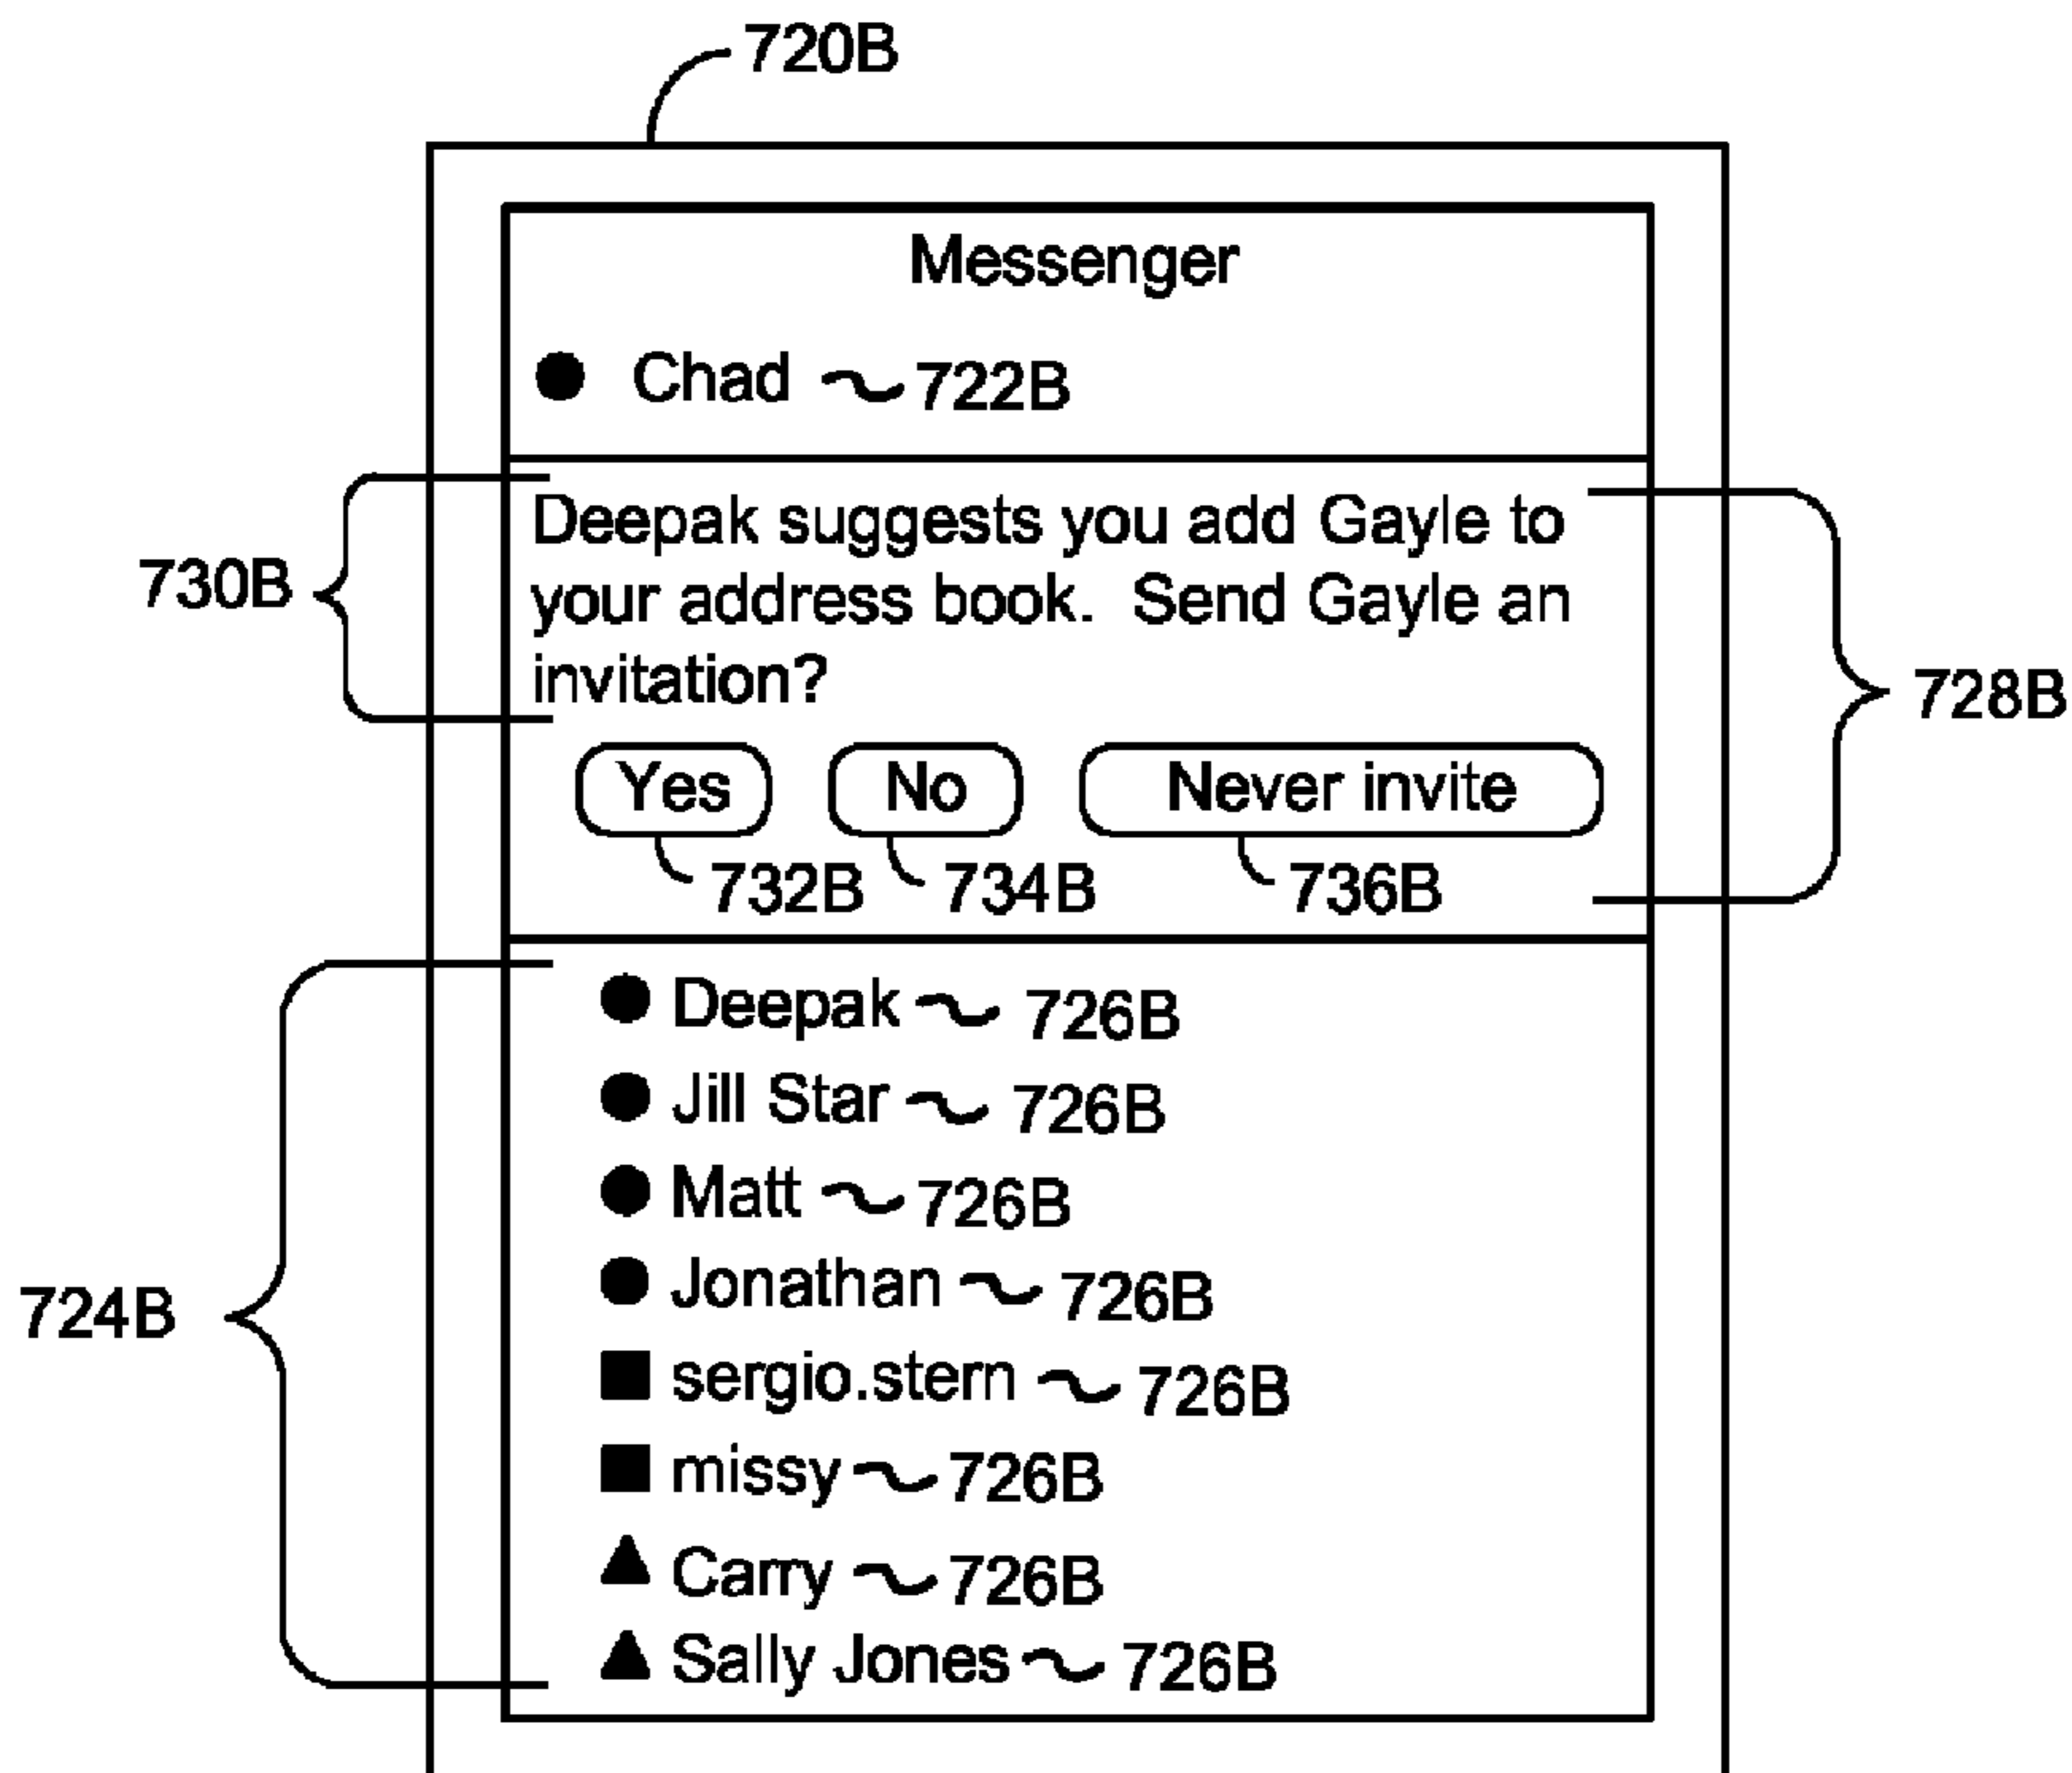 720B
Messenger
Chad 722B
Deepak suggests you add Gayle to
730B your address book. Send Gayle an
invitation? 728B
Yes No Never invite
732B 734B 736B
Deepak 726B
Jill Star 726B
Matt 726B
Jonathan 726B
724B
sergio.stern 726B
missy 726B
Carry 726B
Sally Jones 726B